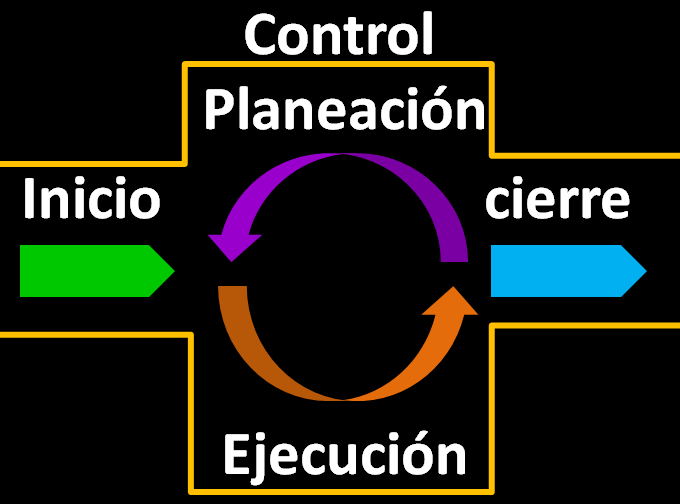 Control
Planeación
Inicio
cierre
Ejecución